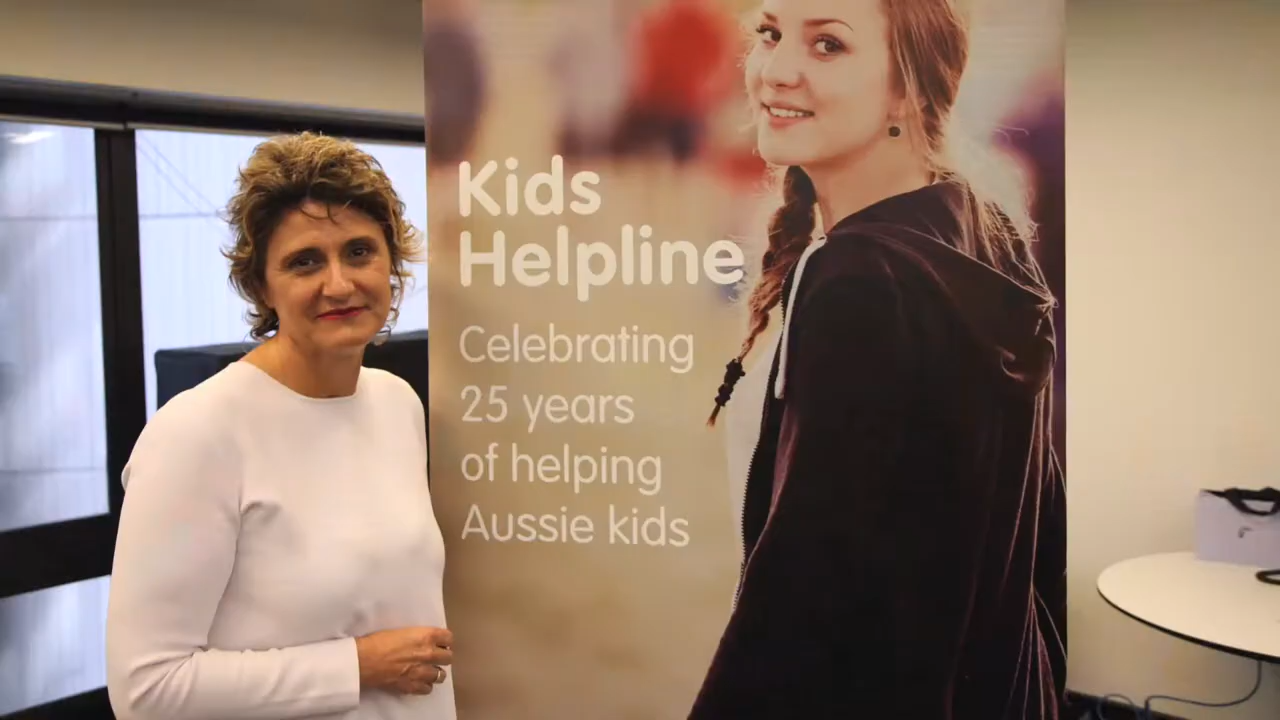 Kids
Helpline
Celebrating
25 years
of helping
Aussie kids